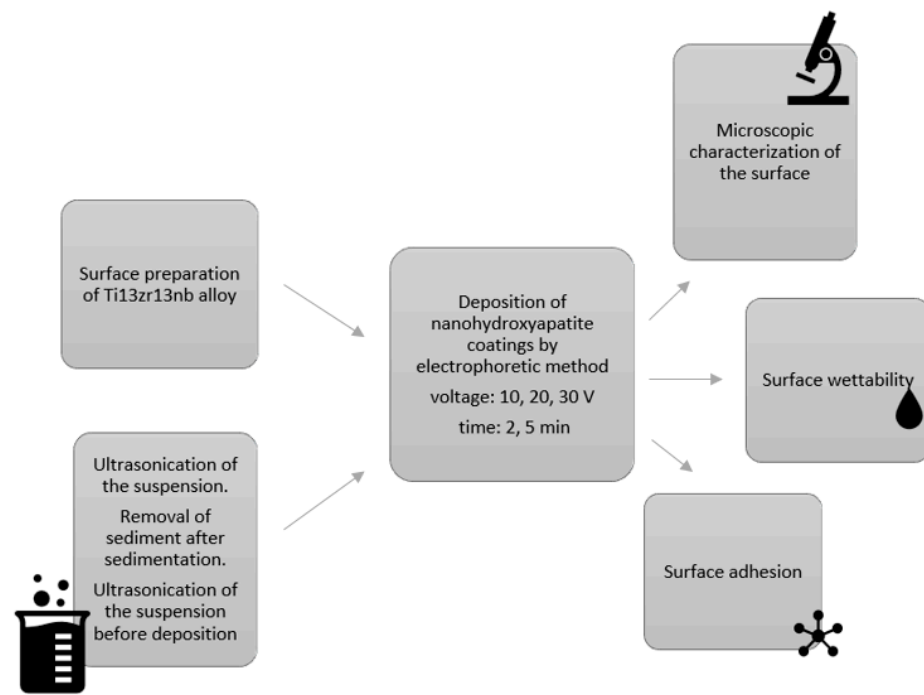 Surface preparation
of Ti13zr13nb alloy
Ultrasonication of
the suspension.
Removal of
sediment after
sedimentation.
Ultrasonication of
the suspension
before deposition
Deposition of
nanohydroxyapatite
coatings by
electrophoretic method
voltage: 10, 20, 30 V
time: 2, 5 min
Microscopic
characterization of
the surface
Surface wettability
Surface adhesion